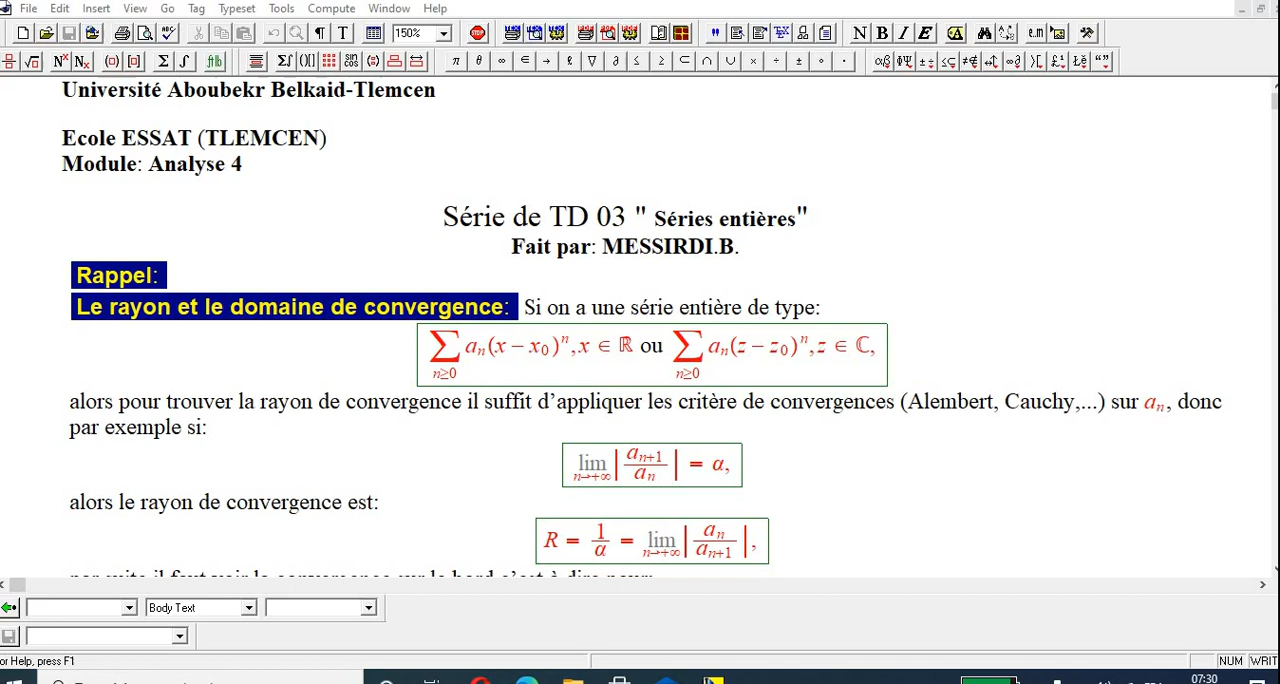 File Edit Insert View Go Tag Typeset Tools Compute Window Help
150%
Université Aboubekr Belkaid-Tlemcen
Ecole ESSAT (TLEMCEN)
Module: Analyse 4
Série de TD 03 " Séries entières"
Fait par: MESSIRDI.B.
Rappel:
Le rayon et le domaine de convergence: Si on a une série entière de type:
∑_{n≥0} a_n(x − x_0)^n, x ∈ ℝ ou ∑_{n≥0} a_n(z − z_0)^n, z ∈ ℂ,
alors pour trouver la rayon de convergence il suffit d'appliquer les critère de convergences (Alembert, Cauchy,...) sur a_n, donc
par exemple si:
lim_{n→+∞} | a_{n+1} / a_n | = α,
alors le rayon de convergence est:
R = 1/α = lim_{n→+∞} | a_n / a_{n+1} |,
Body Text
or Help, press F1
NUM WRIT
07:30